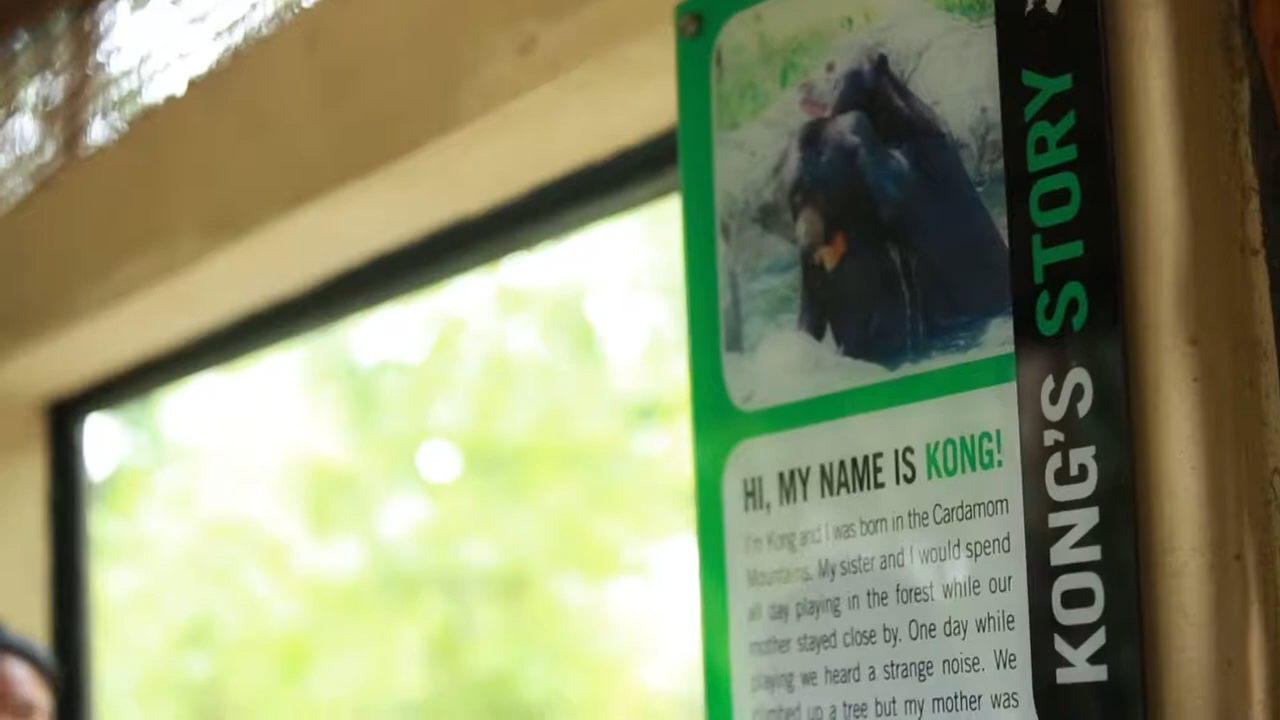 KONG'S STORY
HI, MY NAME IS KONG!
I'm Kong and I was born in the Cardamom
Mountains. My sister and I would spend
all day playing in the forest while our
mother stayed close by. One day while
playing we heard a strange noise. We
climbed up a tree but my mother was